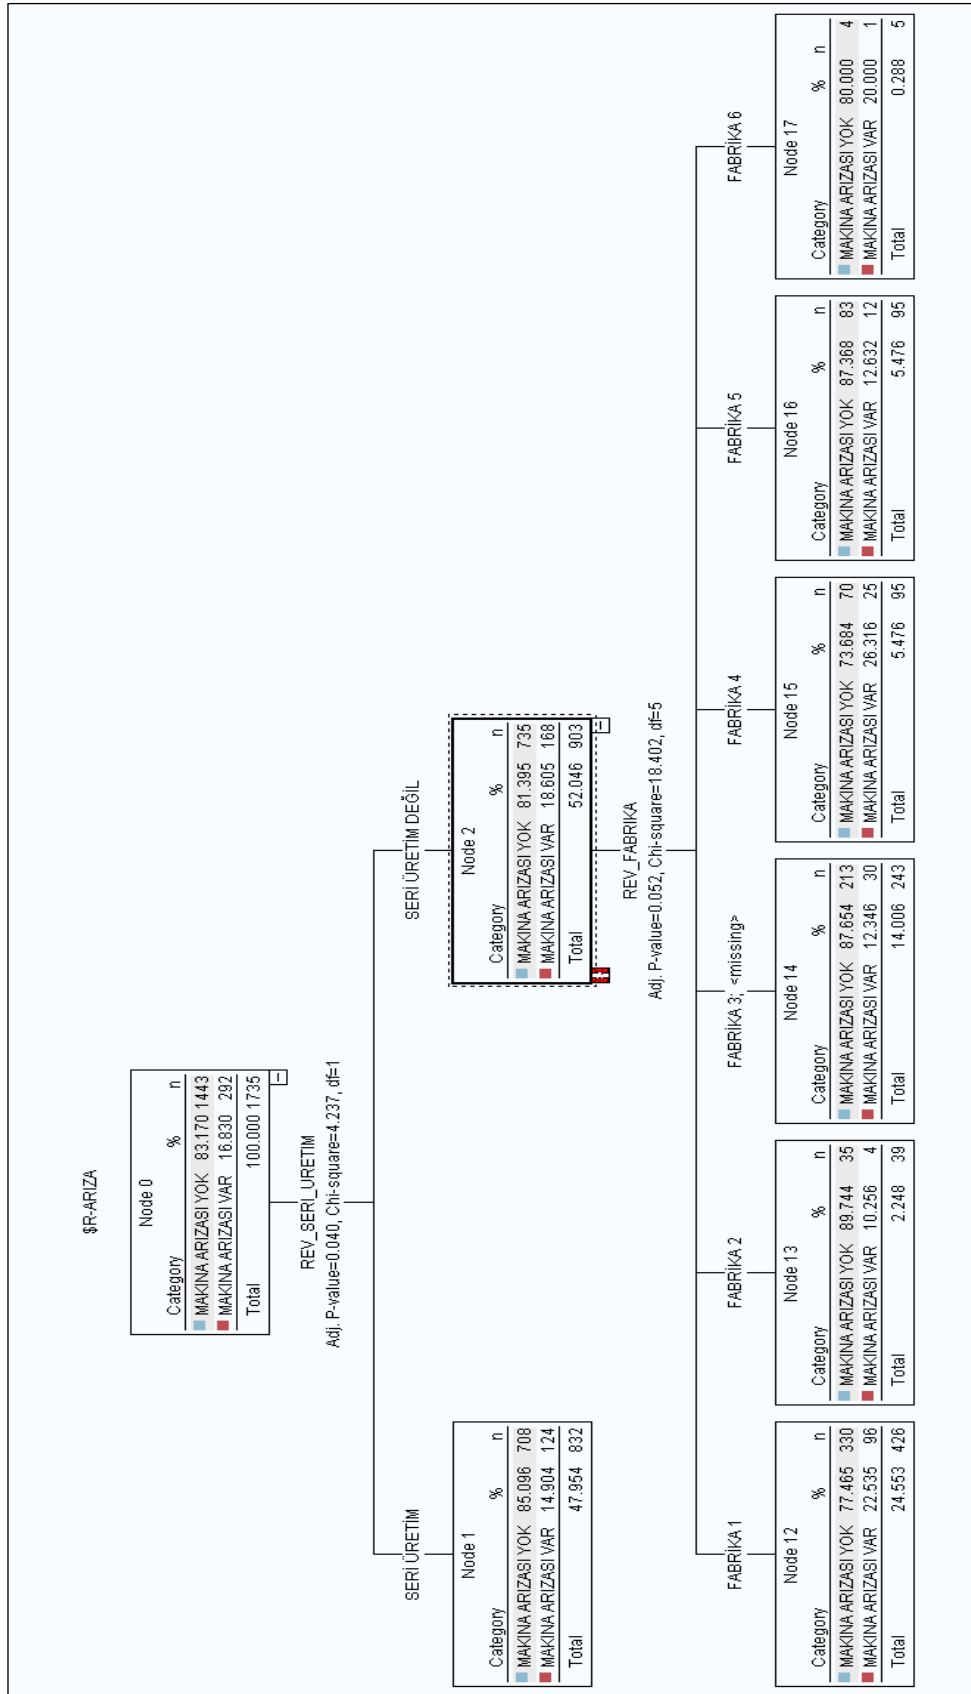 $R-ARIZA
Node 0
Category % n
MAKINA ARIZASI YOK 83.170 1443
MAKINA ARIZASI VAR 16.830 292
Total 100.000 1735
REV_SERI_URETIM
Adj. P-value=0.040, Chi-square=4.237, df=1
SERİ ÜRETİM
SERİ ÜRETİM DEĞİL
Node 1
Category % n
MAKINA ARIZASI YOK 85.096 708
MAKINA ARIZASI VAR 14.904 124
Total 47.954 832
Node 2
Category % n
MAKINA ARIZASI YOK 81.395 735
MAKINA ARIZASI VAR 18.605 168
Total 52.046 903
REV_FABRIKA
Adj. P-value=0.052, Chi-square=18.402, df=5
FABRİKA 1
FABRİKA 2
FABRİKA 3; <missing>
FABRİKA 4
FABRİKA 5
FABRİKA 6
Node 12
Category % n
MAKINA ARIZASI YOK 77.465 330
MAKINA ARIZASI VAR 22.535 96
Total 24.553 426
Node 13
Category % n
MAKINA ARIZASI YOK 89.744 35
MAKINA ARIZASI VAR 10.256 4
Total 2.248 39
Node 14
Category % n
MAKINA ARIZASI YOK 87.654 213
MAKINA ARIZASI VAR 12.346 30
Total 14.006 243
Node 15
Category % n
MAKINA ARIZASI YOK 73.684 70
MAKINA ARIZASI VAR 26.316 25
Total 5.476 95
Node 16
Category % n
MAKINA ARIZASI YOK 87.368 83
MAKINA ARIZASI VAR 12.632 12
Total 5.476 95
Node 17
Category % n
MAKINA ARIZASI YOK 80.000 4
MAKINA ARIZASI VAR 20.000 1
Total 0.288 5